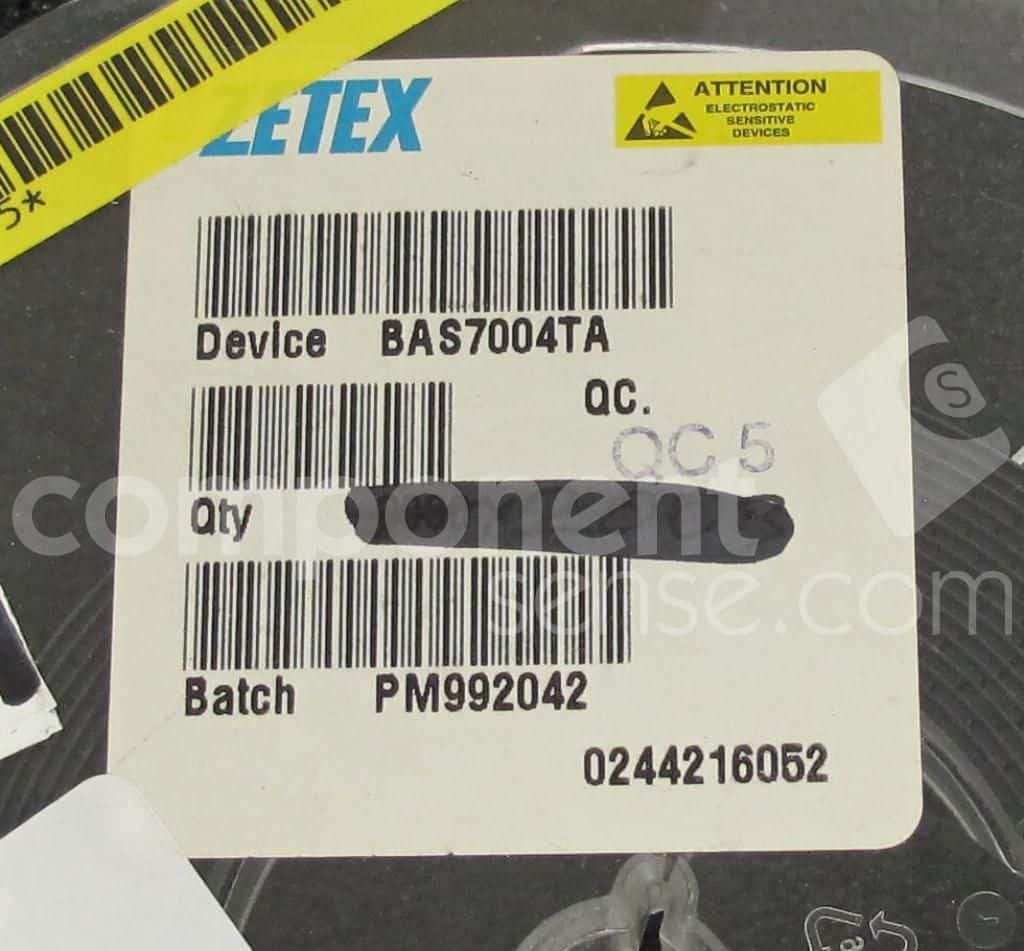 5*
ZETEX
ATTENTION
ELECTROSTATIC
SENSITIVE
DEVICES
Device BAS7004TA
QC.
QC 5
Qty
Batch PM992042
0244216052
component
sense.com